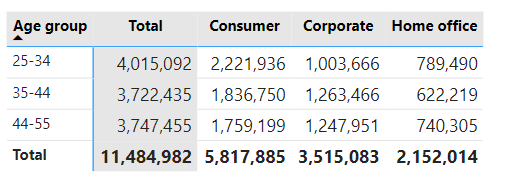 Age group Total Consumer Corporate Home office
25-34 4,015,092 2,221,936 1,003,666 789,490
35-44 3,722,435 1,836,750 1,263,466 622,219
44-55 3,747,455 1,759,199 1,247,951 740,305
Total 11,484,982 5,817,885 3,515,083 2,152,014